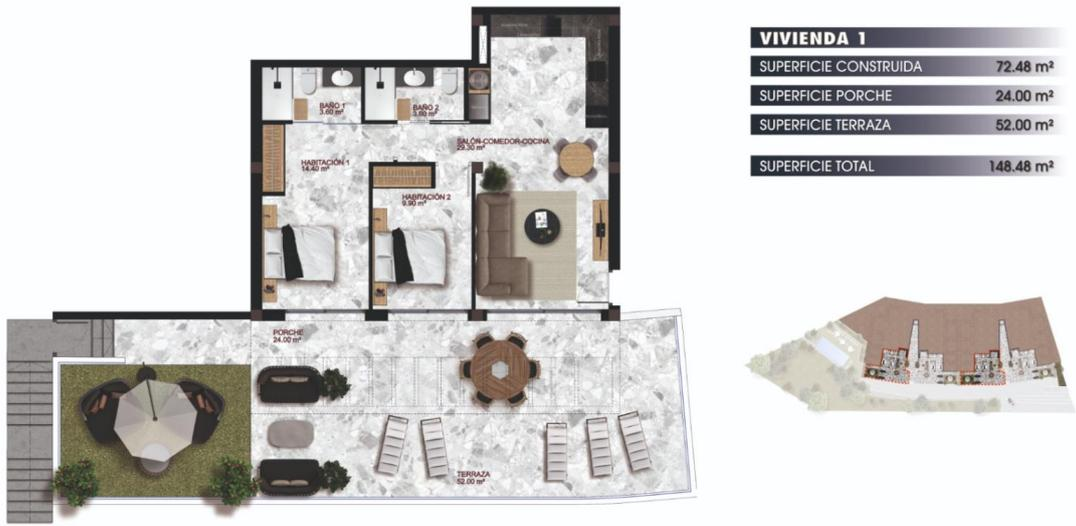 VIVIENDA 1
SUPERFICIE CONSTRUIDA 72.48 m²
SUPERFICIE PORCHE 24.00 m²
SUPERFICIE TERRAZA 52.00 m²
SUPERFICIE TOTAL 148.48 m²
BAÑO 1
3.60 m²
BAÑO 2
3.60 m²
SALÓN-COMEDOR-COCINA
29.30 m²
HABITACIÓN 1
14.40 m²
HABITACIÓN 2
9.90 m²
PORCHE
24.00 m²
TERRAZA
52.00 m²